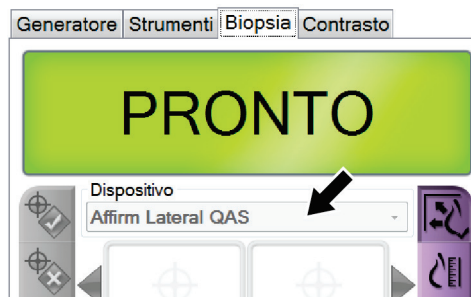 Generatore Strumenti Biopsia Contrasto
PRONTO
Dispositivo
Affirm Lateral QAS